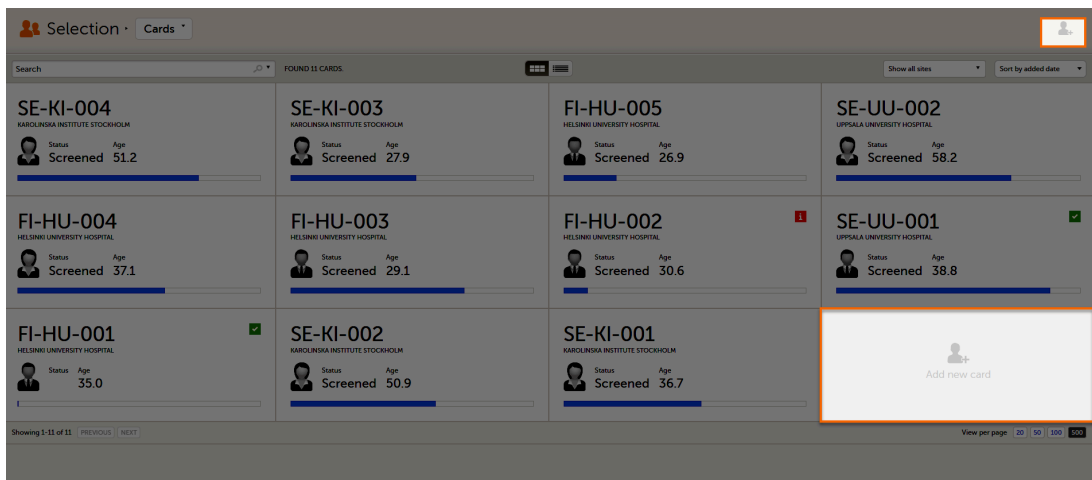 Selection · Cards
Search
FOUND 11 CARDS.
Show all sites
Sort by added date
SE-KI-004
KAROLINSKA INSTITUTE STOCKHOLM
Status Age
Screened 51.2
SE-KI-003
KAROLINSKA INSTITUTE STOCKHOLM
Status Age
Screened 27.9
FI-HU-005
HELSINKI UNIVERSITY HOSPITAL
Status Age
Screened 26.9
SE-UU-002
UPPSALA UNIVERSITY HOSPITAL
Status Age
Screened 58.2
FI-HU-004
HELSINKI UNIVERSITY HOSPITAL
Status Age
Screened 37.1
FI-HU-003
HELSINKI UNIVERSITY HOSPITAL
Status Age
Screened 29.1
FI-HU-002
HELSINKI UNIVERSITY HOSPITAL
Status Age
Screened 30.6
SE-UU-001
UPPSALA UNIVERSITY HOSPITAL
Status Age
Screened 38.8
FI-HU-001
HELSINKI UNIVERSITY HOSPITAL
Status Age
35.0
SE-KI-002
KAROLINSKA INSTITUTE STOCKHOLM
Status Age
Screened 50.9
SE-KI-001
KAROLINSKA INSTITUTE STOCKHOLM
Status Age
Screened 36.7
Add new card
Showing 1-11 of 11 PREVIOUS NEXT
View per page 20 50 100 500